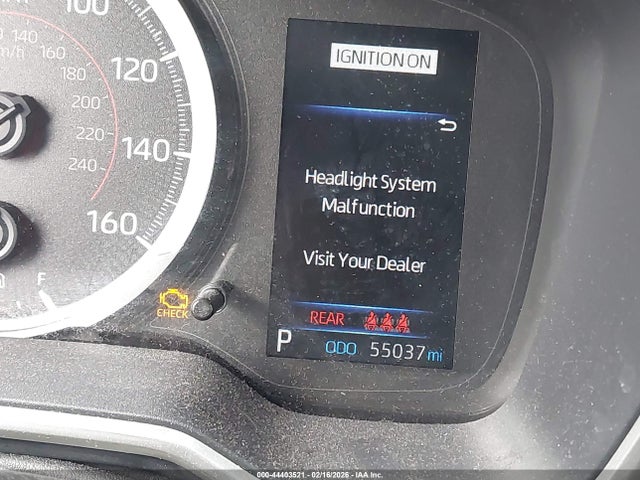 IGNITION ON
Headlight System
Malfunction
Visit Your Dealer
REAR
P ODO 55037 mi
CHECK
F
100
120
140
160
140
160
180
200
220
240
000-44403521 - 02/16/2026 - IAA Inc.